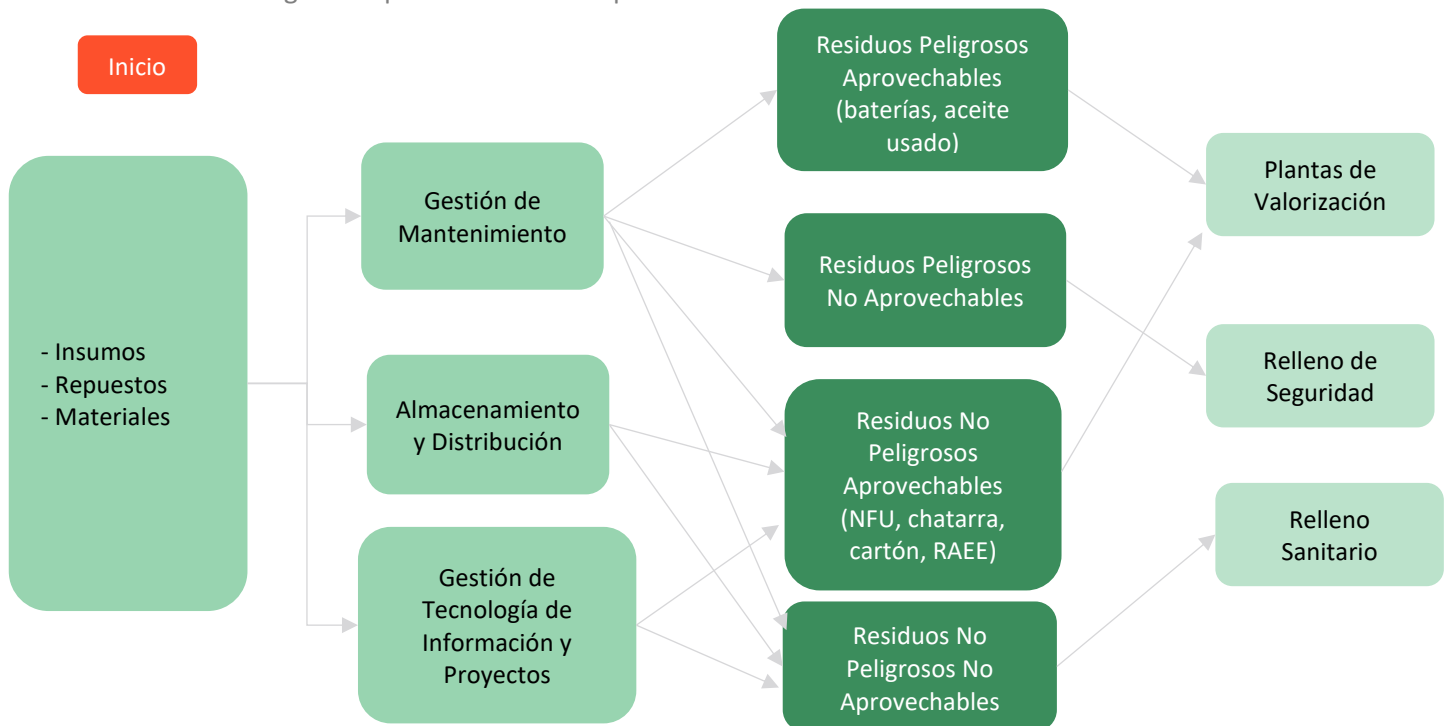 Inicio
- Insumos
- Repuestos
- Materiales
Gestión de
Mantenimiento
Almacenamiento
y Distribución
Gestión de
Tecnología de
Información y
Proyectos
Residuos Peligrosos
Aprovechables
(baterías, aceite
usado)
Residuos Peligrosos
No Aprovechables
Residuos No
Peligrosos
Aprovechables
(NFU, chatarra,
cartón, RAEE)
Residuos No
Peligrosos No
Aprovechables
Plantas de
Valorización
Relleno de
Seguridad
Relleno
Sanitario